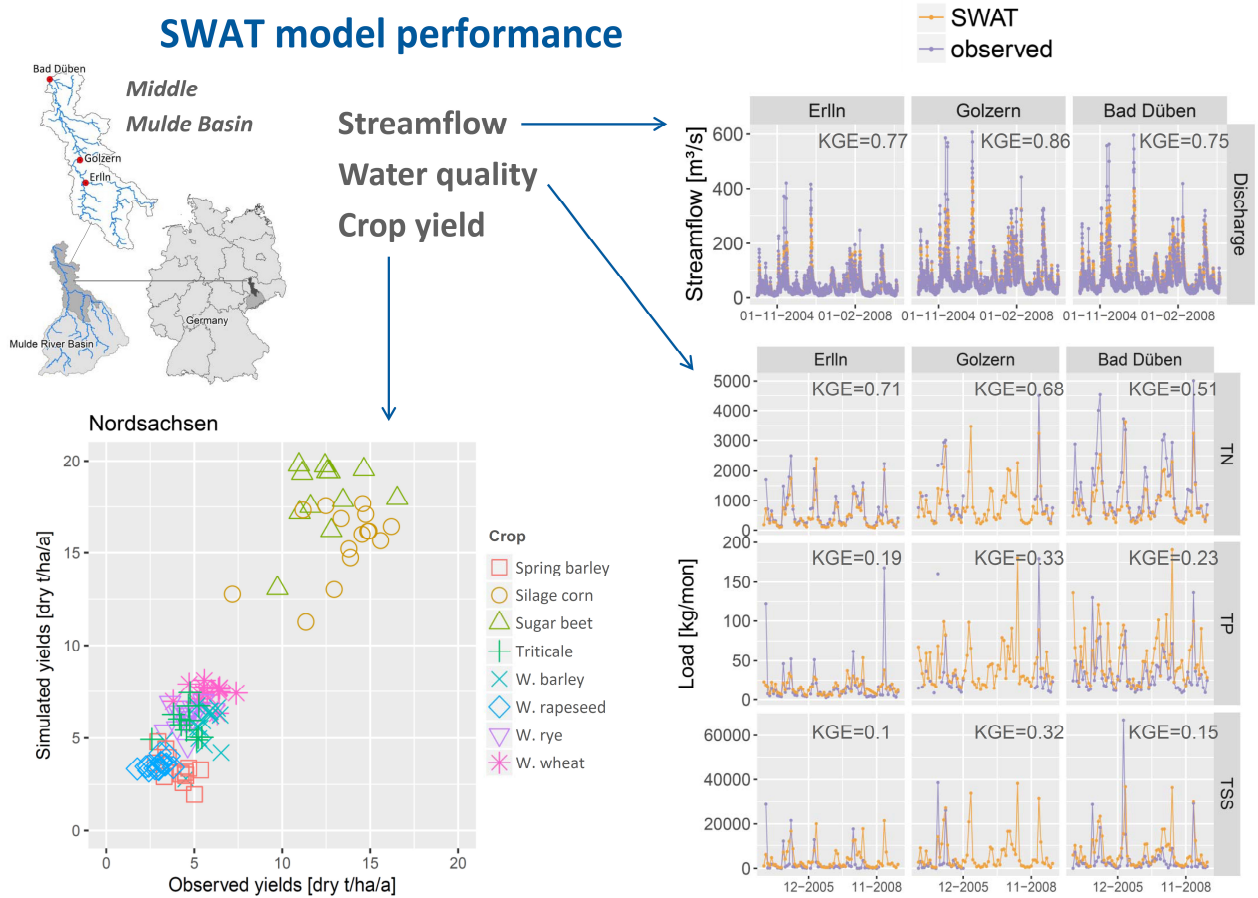 SWAT model performance
SWAT
observed
Bad Düben
Middle
Mulde Basin
Golzern
Erlln
Mulde River Basin
Germany
Streamflow
Water quality
Crop yield
Erlln
Golzern
Bad Düben
KGE=0.77
KGE=0.86
KGE=0.75
Streamflow [m³/s]
600
400
200
0
Discharge
01-11-2004
01-02-2008
01-11-2004
01-02-2008
01-11-2004
01-02-2008
Erlln
Golzern
Bad Düben
Load [kg/mon]
5000
4000
3000
2000
1000
0
KGE=0.71
KGE=0.68
KGE=0.51
TN
200
150
100
50
0
KGE=0.19
KGE=0.33
KGE=0.23
TP
60000
40000
20000
0
KGE=0.1
KGE=0.32
KGE=0.15
TSS
12-2005
11-2008
12-2005
11-2008
12-2005
11-2008
Nordsachsen
Simulated yields [dry t/ha/a]
20
15
10
5
0
0
5
10
15
20
Observed yields [dry t/ha/a]
Crop
Spring barley
Silage corn
Sugar beet
Triticale
W. barley
W. rapeseed
W. rye
W. wheat